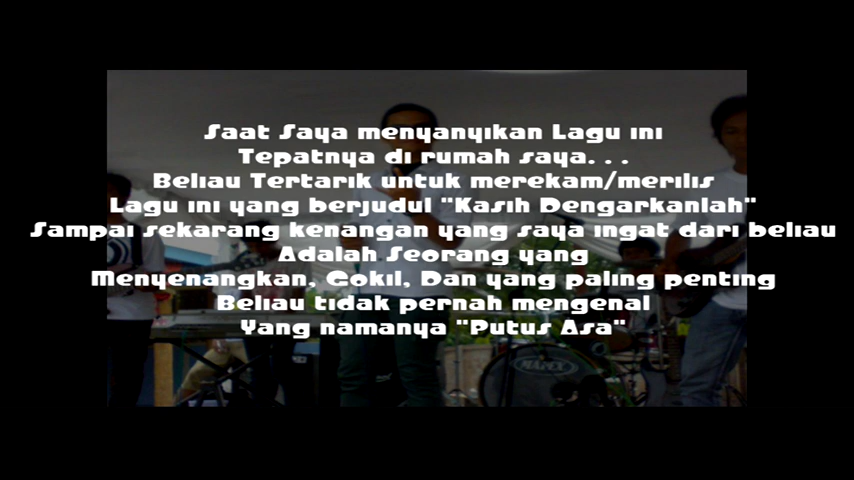 Saat Saya menyanyikan Lagu ini
Tepatnya di rumah saya. . .
Beliau Tertarik untuk merekam/merilis
Lagu ini yang berjudul "Kasih Dengarkanlah"
Sampai sekarang kenangan yang saya ingat dari beliau
Adalah Seorang yang
Menyenangkan, Gokil, Dan yang paling penting
Beliau tidak pernah mengenal
Yang namanya "Putus Asa"
MAPEX